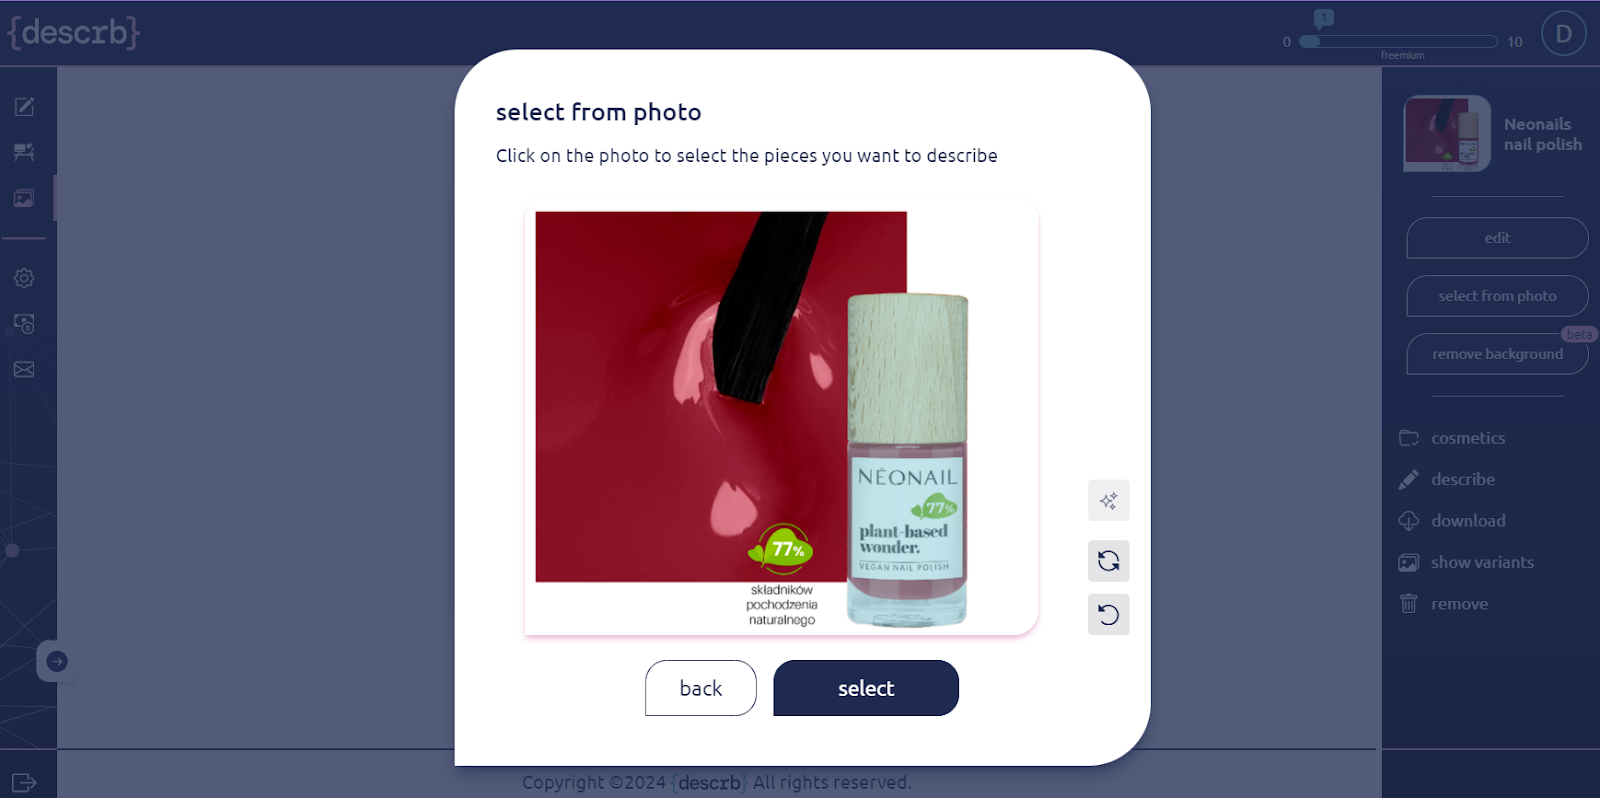 {descrb}
1
0
10
freemium
D
select from photo
Click on the photo to select the pieces you want to describe
NÉONAIL
77%
plant-based
wonder.
VEGAN NAIL POLISH
77%
składników
pochodzenia
naturalnego
back
select
Neonails
nail polish
edit
select from photo
beta
remove background
cosmetics
describe
download
show variants
remove
Copyright ©2024 {descrb} All rights reserved.